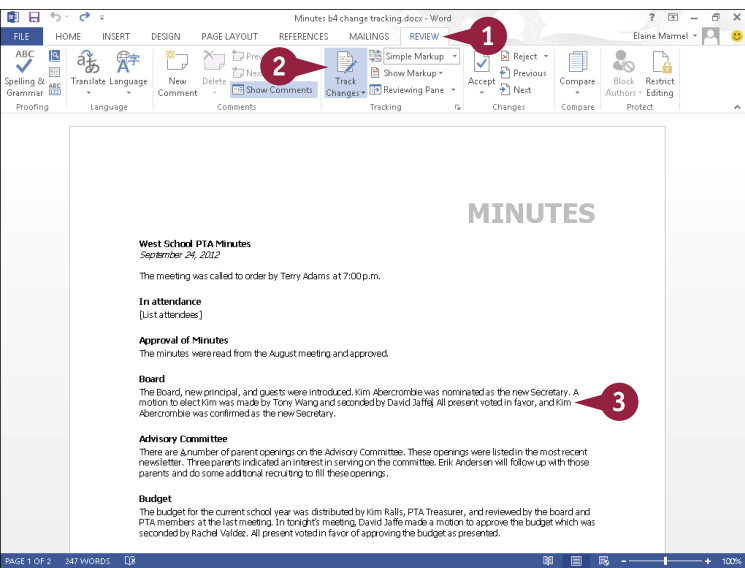 Minutes b4 change tracking.docx - Word
FILE HOME INSERT DESIGN PAGE LAYOUT REFERENCES MAILINGS REVIEW Elaine Marmel
1
ABC
Spelling & Grammar
ABC
123
Proofing
Translate Language
Language
New Comment
Delete
Prev
Next
Show Comments
Comments
2
Track Changes
Simple Markup
Show Markup
Reviewing Pane
Tracking
Accept
Reject
Previous
Next
Changes
Compare
Compare
Block Authors
Restrict Editing
Protect
MINUTES
West School PTA Minutes
September 24, 2012
The meeting was called to order by Terry Adams at 7:00 p.m.
In attendance
[List attendees]
Approval of Minutes
The minutes were read from the August meeting and approved.
Board
The Board, new principal, and guests were introduced. Kim Abercrombie was nominated as the new Secretary. A
motion to elect Kim was made by Tony Wang and seconded by David Jaffe. All present voted in favor, and Kim
Abercrombie was confirmed as the new Secretary.
3
Advisory Committee
There are A number of parent openings on the Advisory Committee. These openings were listed in the most recent
newsletter. Three parents indicated an interest in serving on the committee. Erik Andersen will follow up with those
parents and do some additional recruiting to fill these openings.
Budget
The budget for the current school year was distributed by Kim Ralls, PTA Treasurer, and reviewed by the board and
PTA members at the last meeting. In tonight's meeting, David Jaffe made a motion to approve the budget which was
seconded by Rachel Valdez. All present voted in favor of approving the budget as presented.
PAGE 1 OF 2 247 WORDS 100%